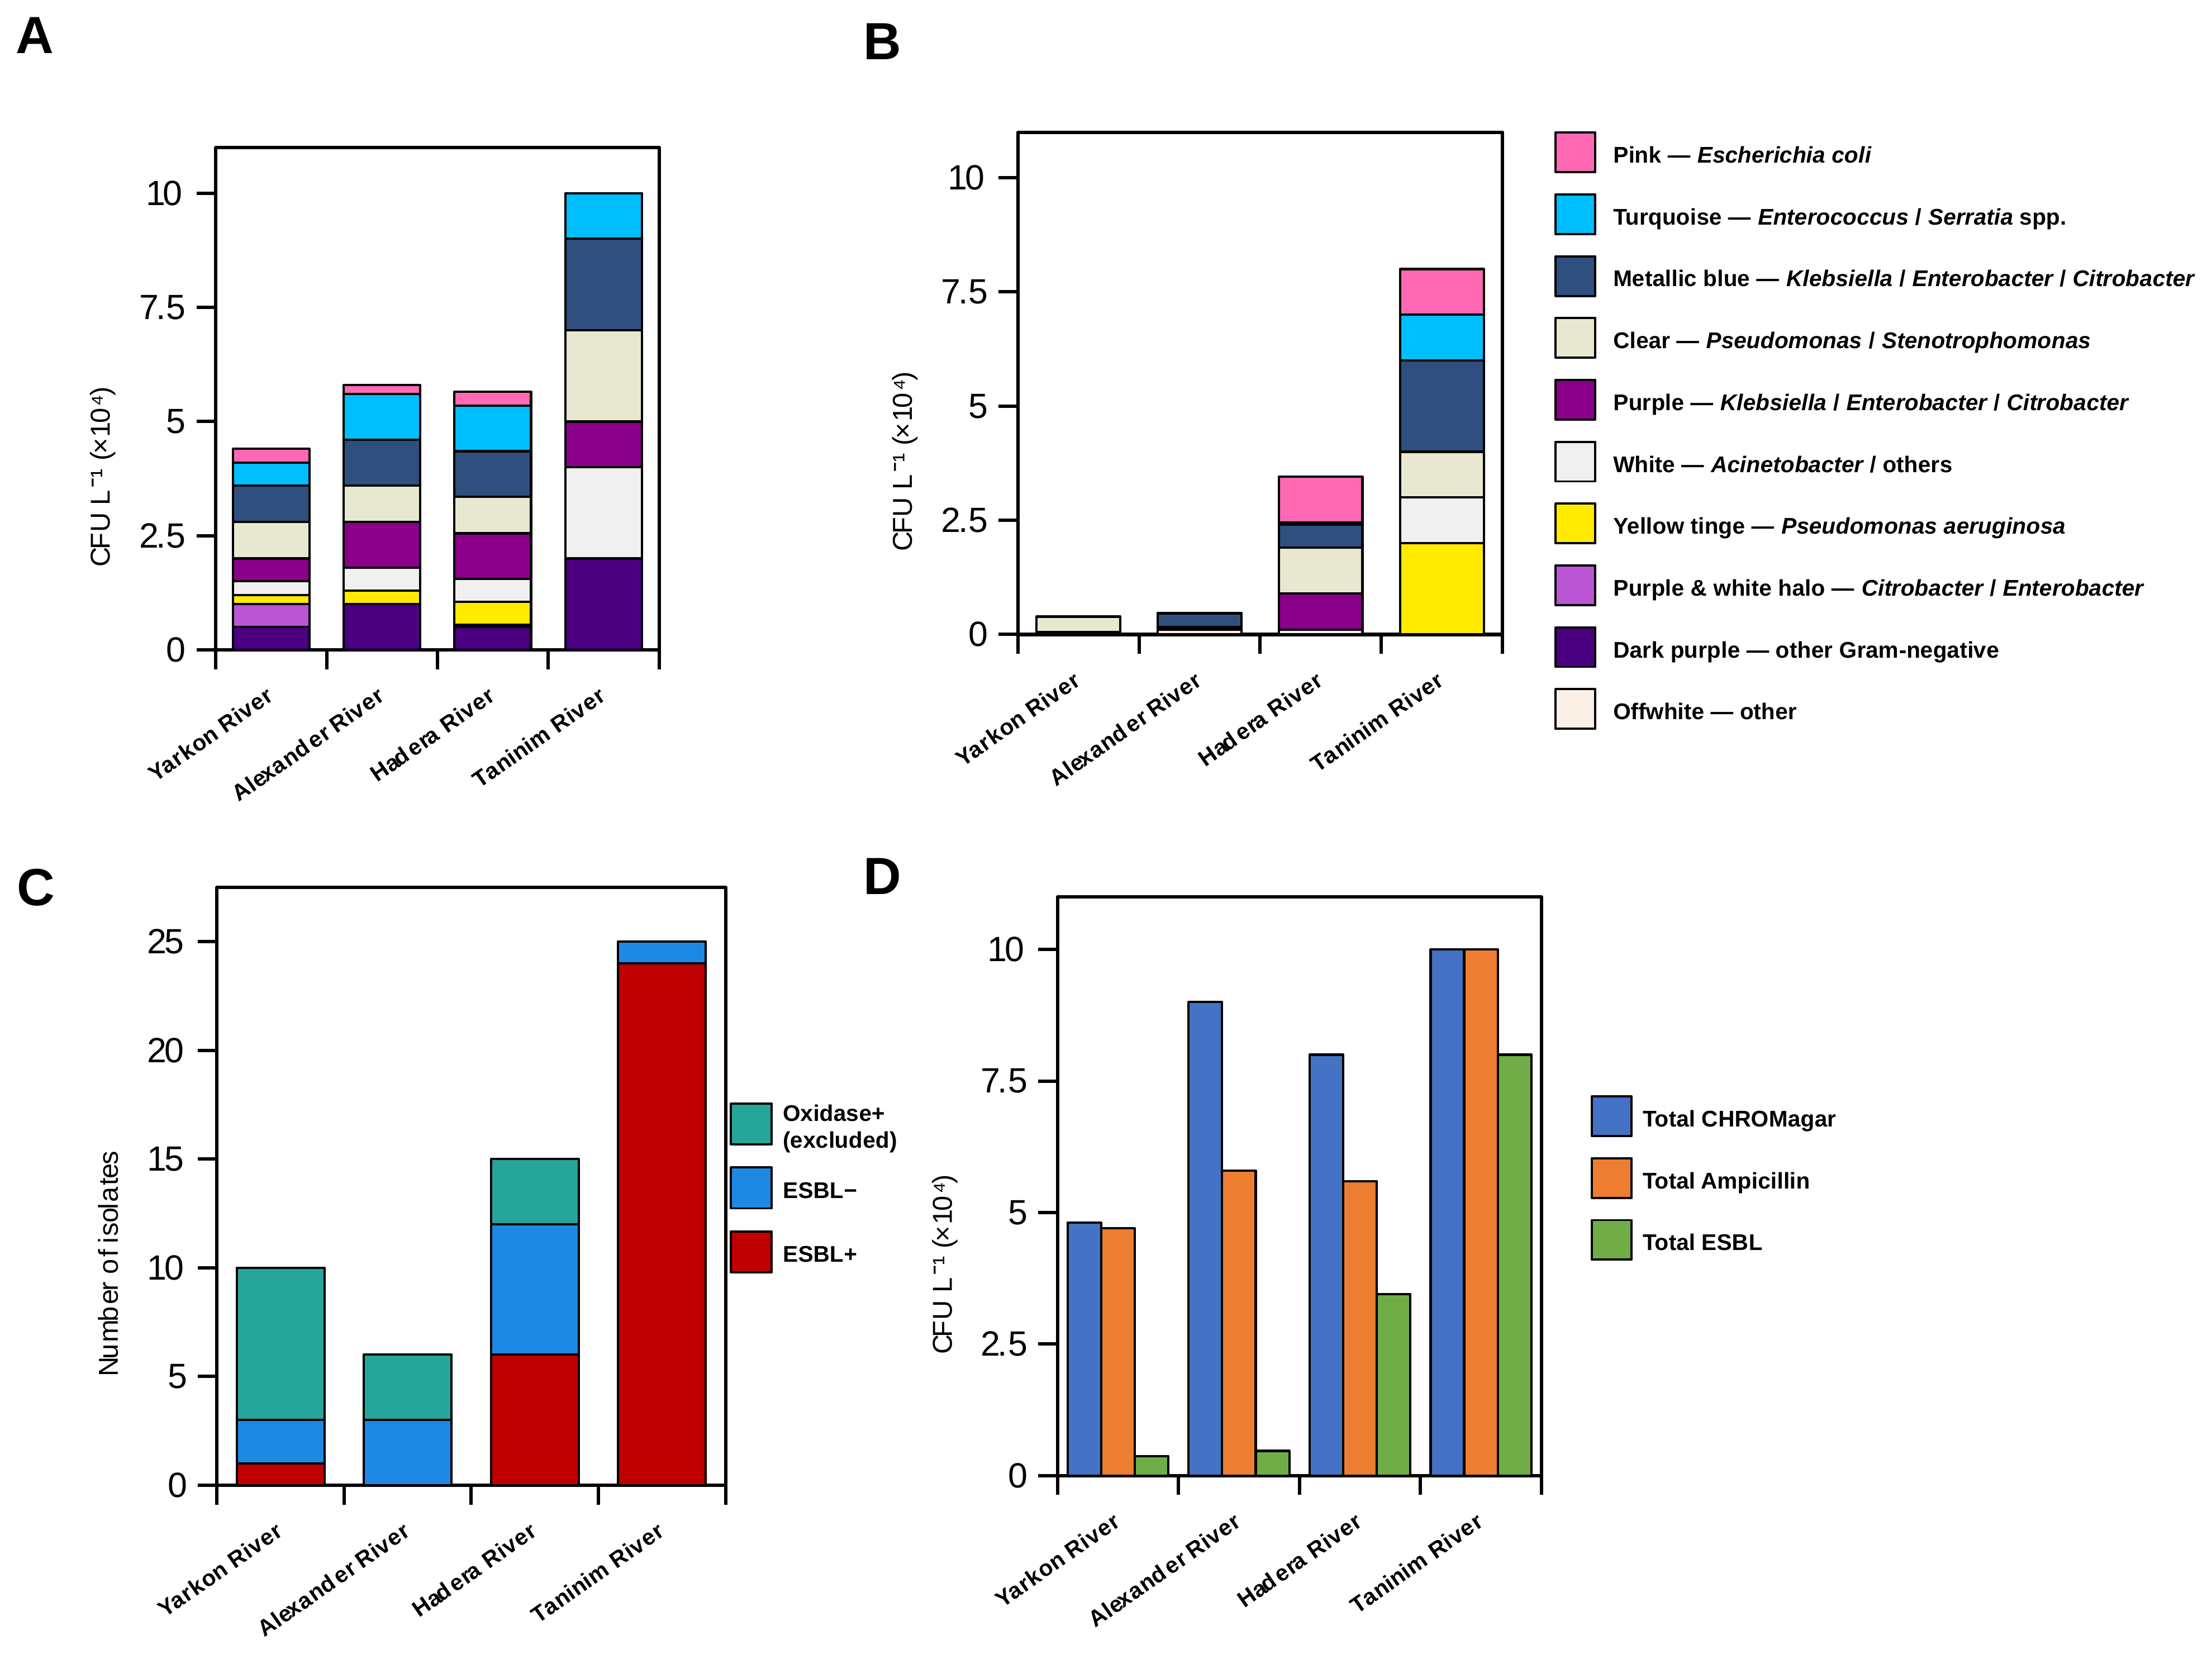 A
10
7.5
5
2.5
0
CFU L⁻¹ (×10⁴)
Yarkon River
Alexander River
Hadera River
Taninim River
B
10
7.5
5
2.5
0
CFU L⁻¹ (×10⁴)
Yarkon River
Alexander River
Hadera River
Taninim River
Pink — Escherichia coli
Turquoise — Enterococcus / Serratia spp.
Metallic blue — Klebsiella / Enterobacter / Citrobacter
Clear — Pseudomonas / Stenotrophomonas
Purple — Klebsiella / Enterobacter / Citrobacter
White — Acinetobacter / others
Yellow tinge — Pseudomonas aeruginosa
Purple & white halo — Citrobacter / Enterobacter
Dark purple — other Gram-negative
Offwhite — other
C
25
20
15
10
5
0
Number of isolates
Yarkon River
Alexander River
Hadera River
Taninim River
Oxidase+
(excluded)
ESBL−
ESBL+
D
10
7.5
5
2.5
0
CFU L⁻¹ (×10⁴)
Yarkon River
Alexander River
Hadera River
Taninim River
Total CHROMagar
Total Ampicillin
Total ESBL